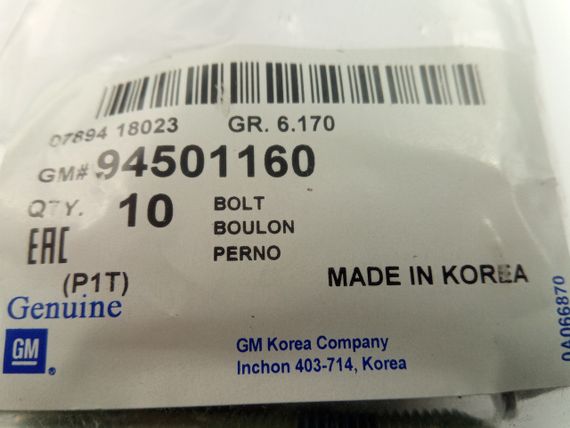 07894 18023 GR. 6.170
GM# 94501160
QTY. 10 BOLT
BOULON
PERNO
EAC
(P1T)
MADE IN KOREA
Genuine
GM
GM Korea Company
Inchon 403-714, Korea
0A066870